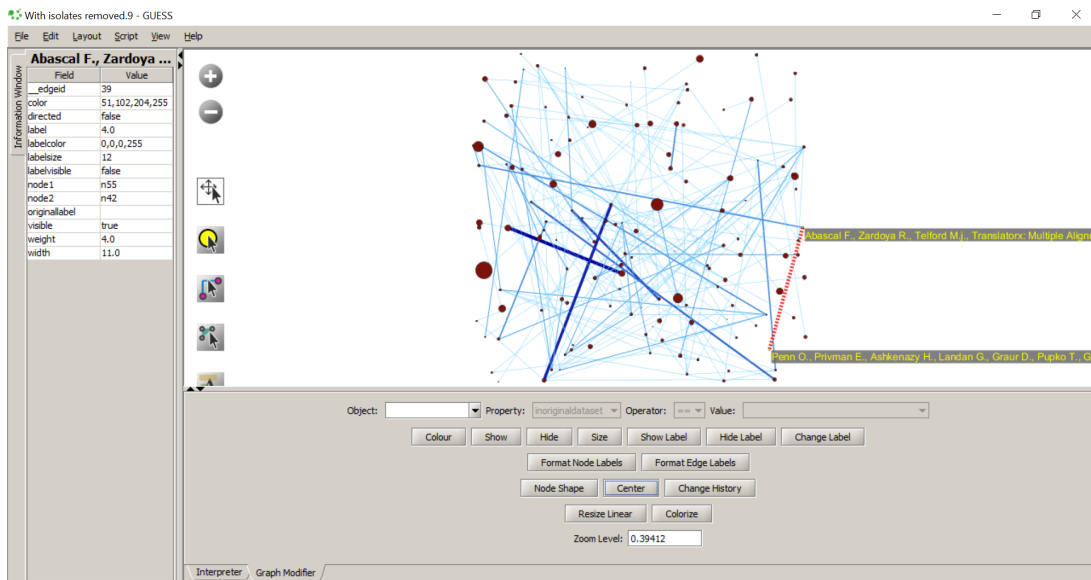 With isolates removed.9 - GUESS
File Edit Layout Script View Help
Information Window
Abascal F., Zardoya ...
Field Value
__edgeid 39
color 51,102,204,255
directed false
label 4.0
labelcolor 0,0,0,255
labelsize 12
labelvisible false
node1 n55
node2 n42
originallabel
visible true
weight 4.0
width 11.0
Abascal F., Zardoya R., Telford M.j., Translatorx: Multiple Align
Penn O., Privman E., Ashkenazy H., Landan G., Graur D., Pupko T., G
Object: Property: inoriginaldataset Operator: == Value:
Colour Show Hide Size Show Label Hide Label Change Label
Format Node Labels Format Edge Labels
Node Shape Center Change History
Resize Linear Colorize
Zoom Level: 0.39412
Interpreter Graph Modifier